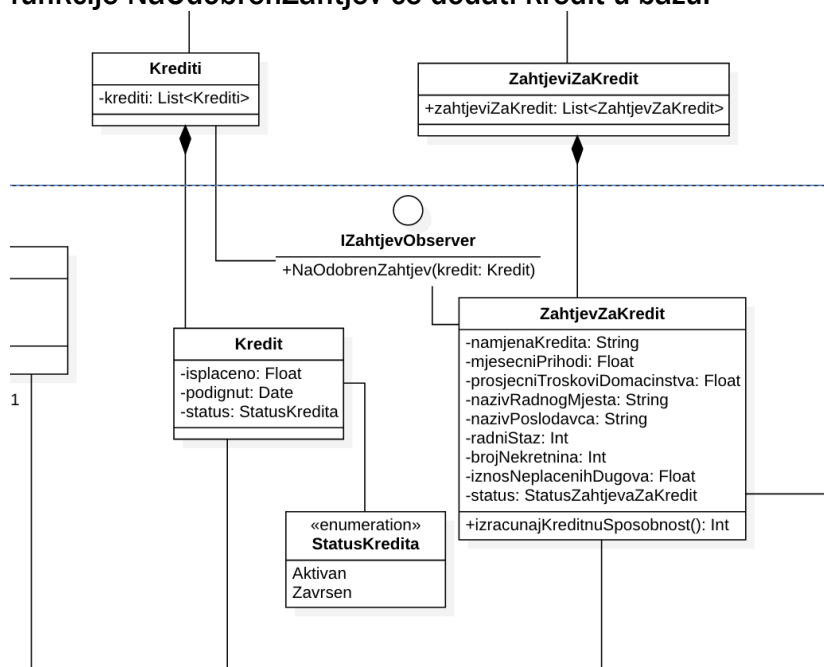 funkcije NaOdobrenZahtjev će dodati kredit u bazu.
Krediti
-krediti: List<Krediti>
ZahtjeviZaKredit
+zahtjeviZaKredit: List<ZahtjevZaKredit>
IZahtjevObserver
+NaOdobrenZahtjev(kredit: Kredit)
Kredit
-isplaceno: Float
-podignut: Date
-status: StatusKredita
ZahtjevZaKredit
-namjenaKredita: String
-mjesecniPrihodi: Float
-prosjecniTroskoviDomacinstva: Float
-nazivRadnogMjesta: String
-nazivPoslodavca: String
-radniStaz: Int
-brojNekretnina: Int
-iznosNeplacenihDugova: Float
-status: StatusZahtjevaZaKredit
+izracunajKreditnuSposobnost(): Int
1
«enumeration»
StatusKredita
Aktivan
Zavrsen